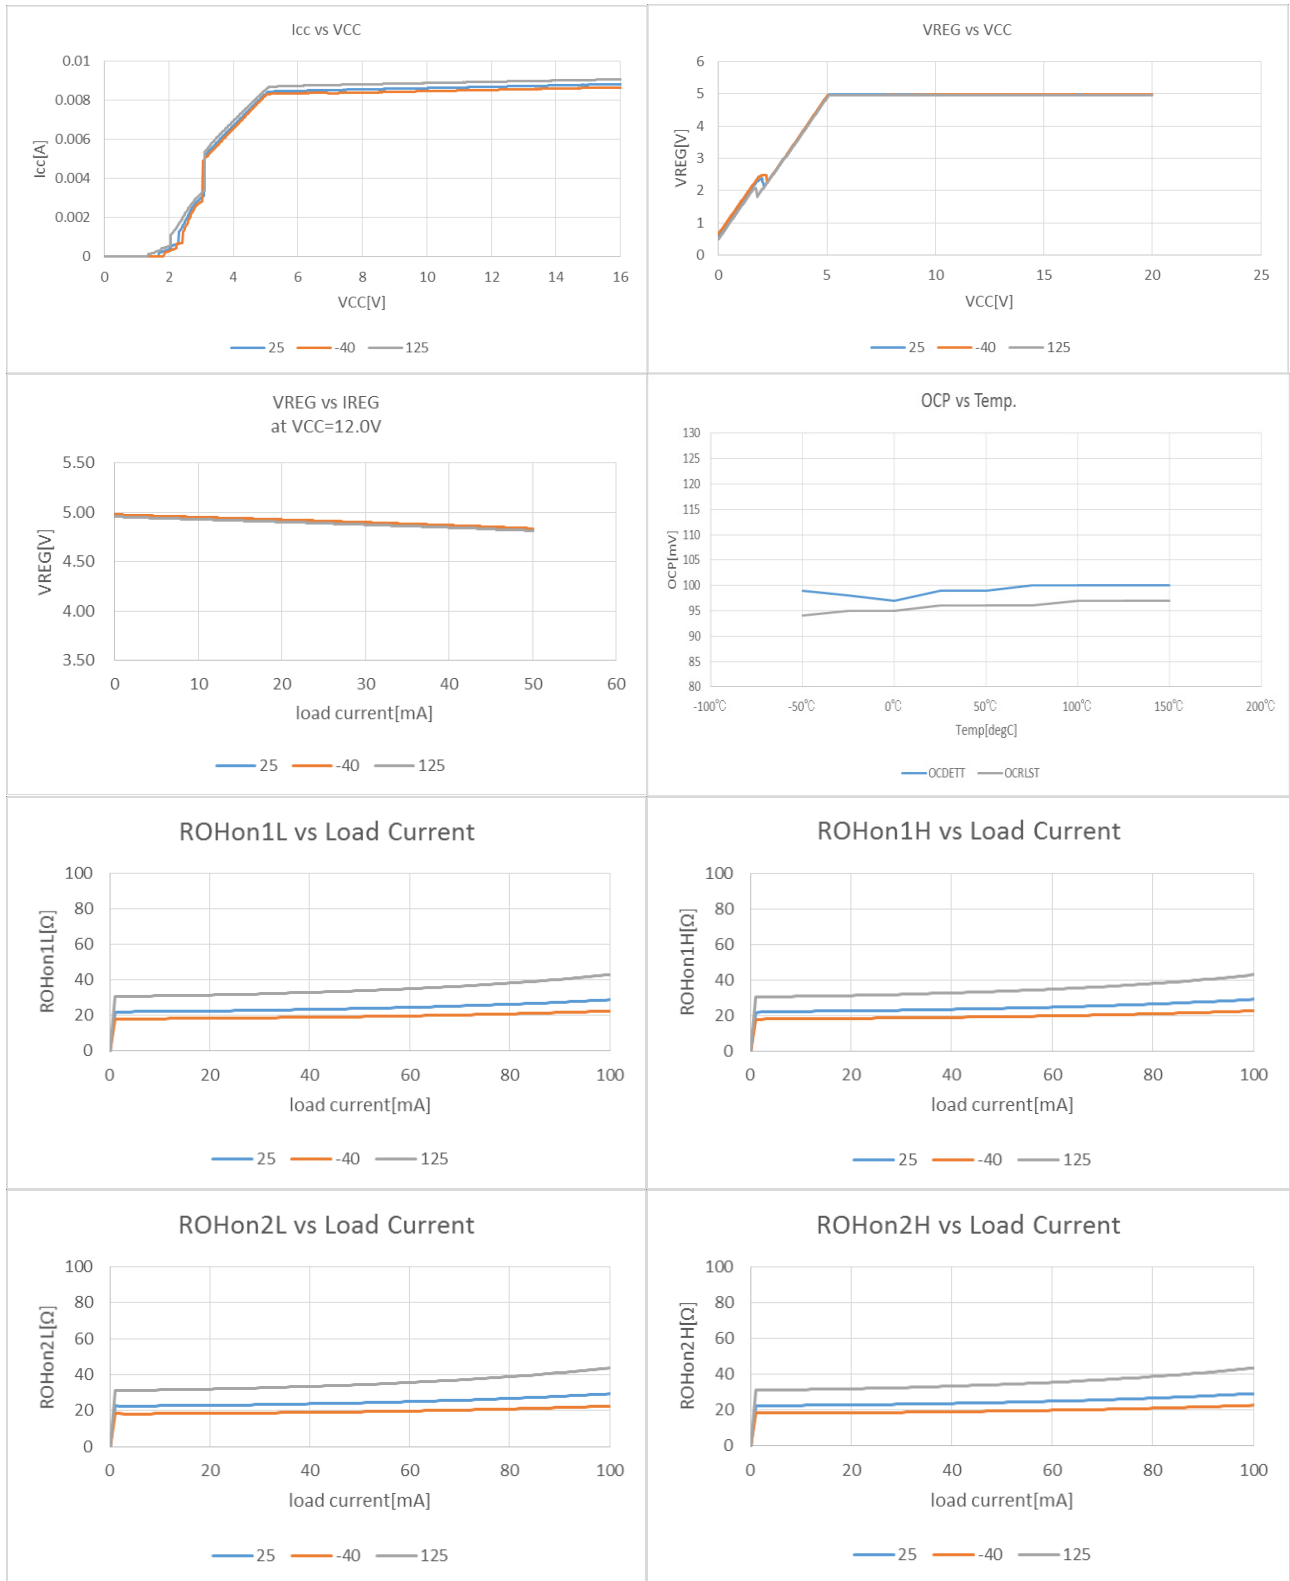 Icc vs VCC
0.01
0.008
0.006
0.004
0.002
0
Icc[A]
0 2 4 6 8 10 12 14 16
VCC[V]
25 -40 125
VREG vs VCC
6
5
4
3
2
1
0
VREG[V]
0 5 10 15 20 25
VCC[V]
25 -40 125
VREG vs IREG
at VCC=12.0V
5.50
5.00
4.50
4.00
3.50
VREG[V]
0 10 20 30 40 50 60
load current[mA]
25 -40 125
OCP vs Temp.
130
125
120
115
110
105
100
95
90
85
80
OCP[mV]
-100℃ -50℃ 0℃ 50℃ 100℃ 150℃ 200℃
Temp[degC]
OCDETT OCRLST
ROHon1L vs Load Current
100
80
60
40
20
0
ROHon1L[Ω]
0 20 40 60 80 100
load current[mA]
25 -40 125
ROHon1H vs Load Current
100
80
60
40
20
0
ROHon1H[Ω]
0 20 40 60 80 100
load current[mA]
25 -40 125
ROHon2L vs Load Current
100
80
60
40
20
0
ROHon2L[Ω]
0 20 40 60 80 100
load current[mA]
25 -40 125
ROHon2H vs Load Current
100
80
60
40
20
0
ROHon2H[Ω]
0 20 40 60 80 100
load current[mA]
25 -40 125